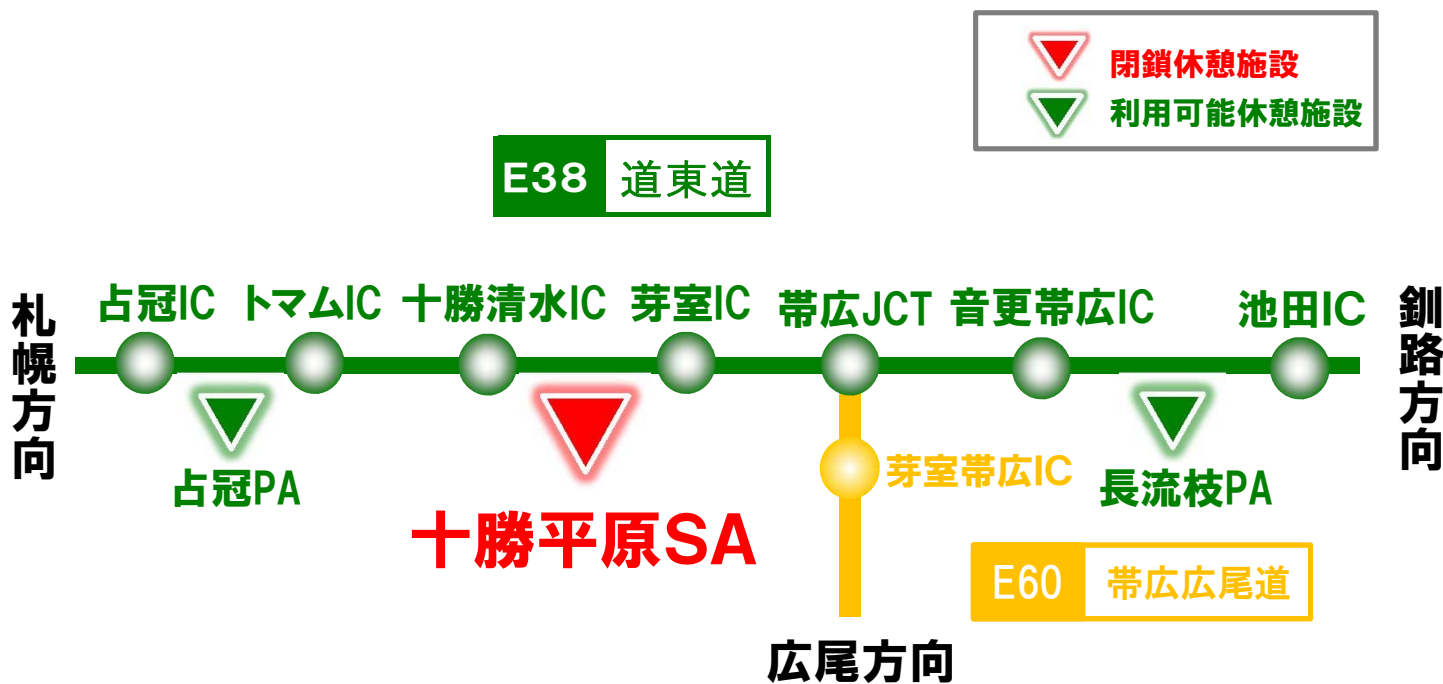 閉鎖休憩施設
利用可能休憩施設
E38 道東道
札幌方向
占冠IC トマムIC 十勝清水IC 芽室IC 帯広JCT 音更帯広IC 池田IC
釧路方向
占冠PA
十勝平原SA
芽室帯広IC
長流枝PA
E60 帯広広尾道
広尾方向